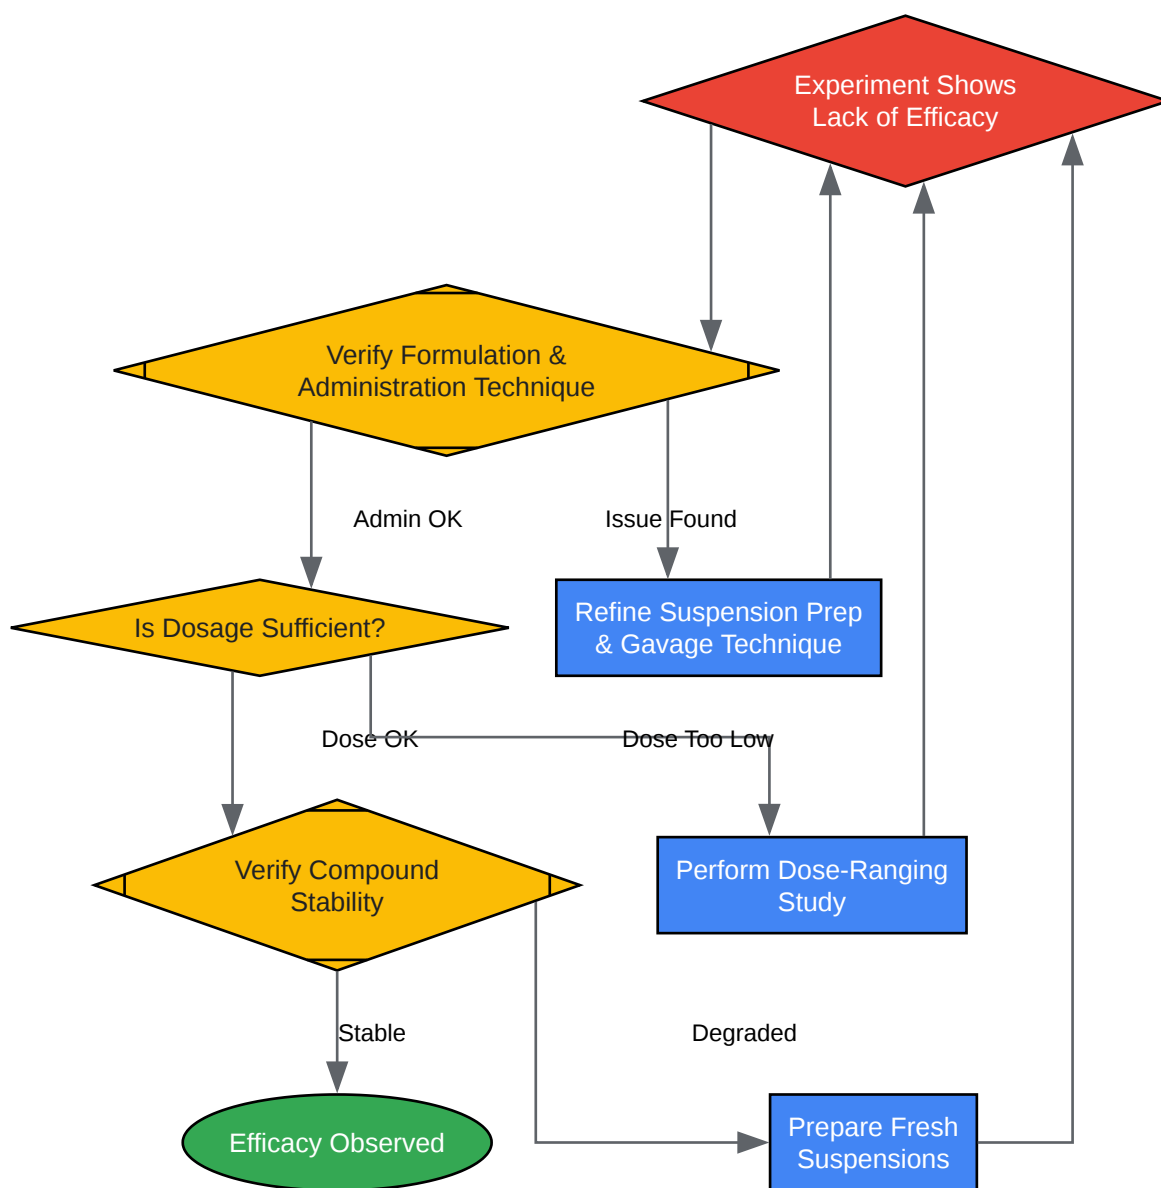 Experiment Shows
Lack of Efficacy
Verify Formulation &
Administration Technique
Admin OK
Issue Found
Is Dosage Sufficient?
Refine Suspension Prep
& Gavage Technique
Dose OK
Dose Too Low
Verify Compound
Stability
Perform Dose-Ranging
Study
Stable
Degraded
Efficacy Observed
Prepare Fresh
Suspensions